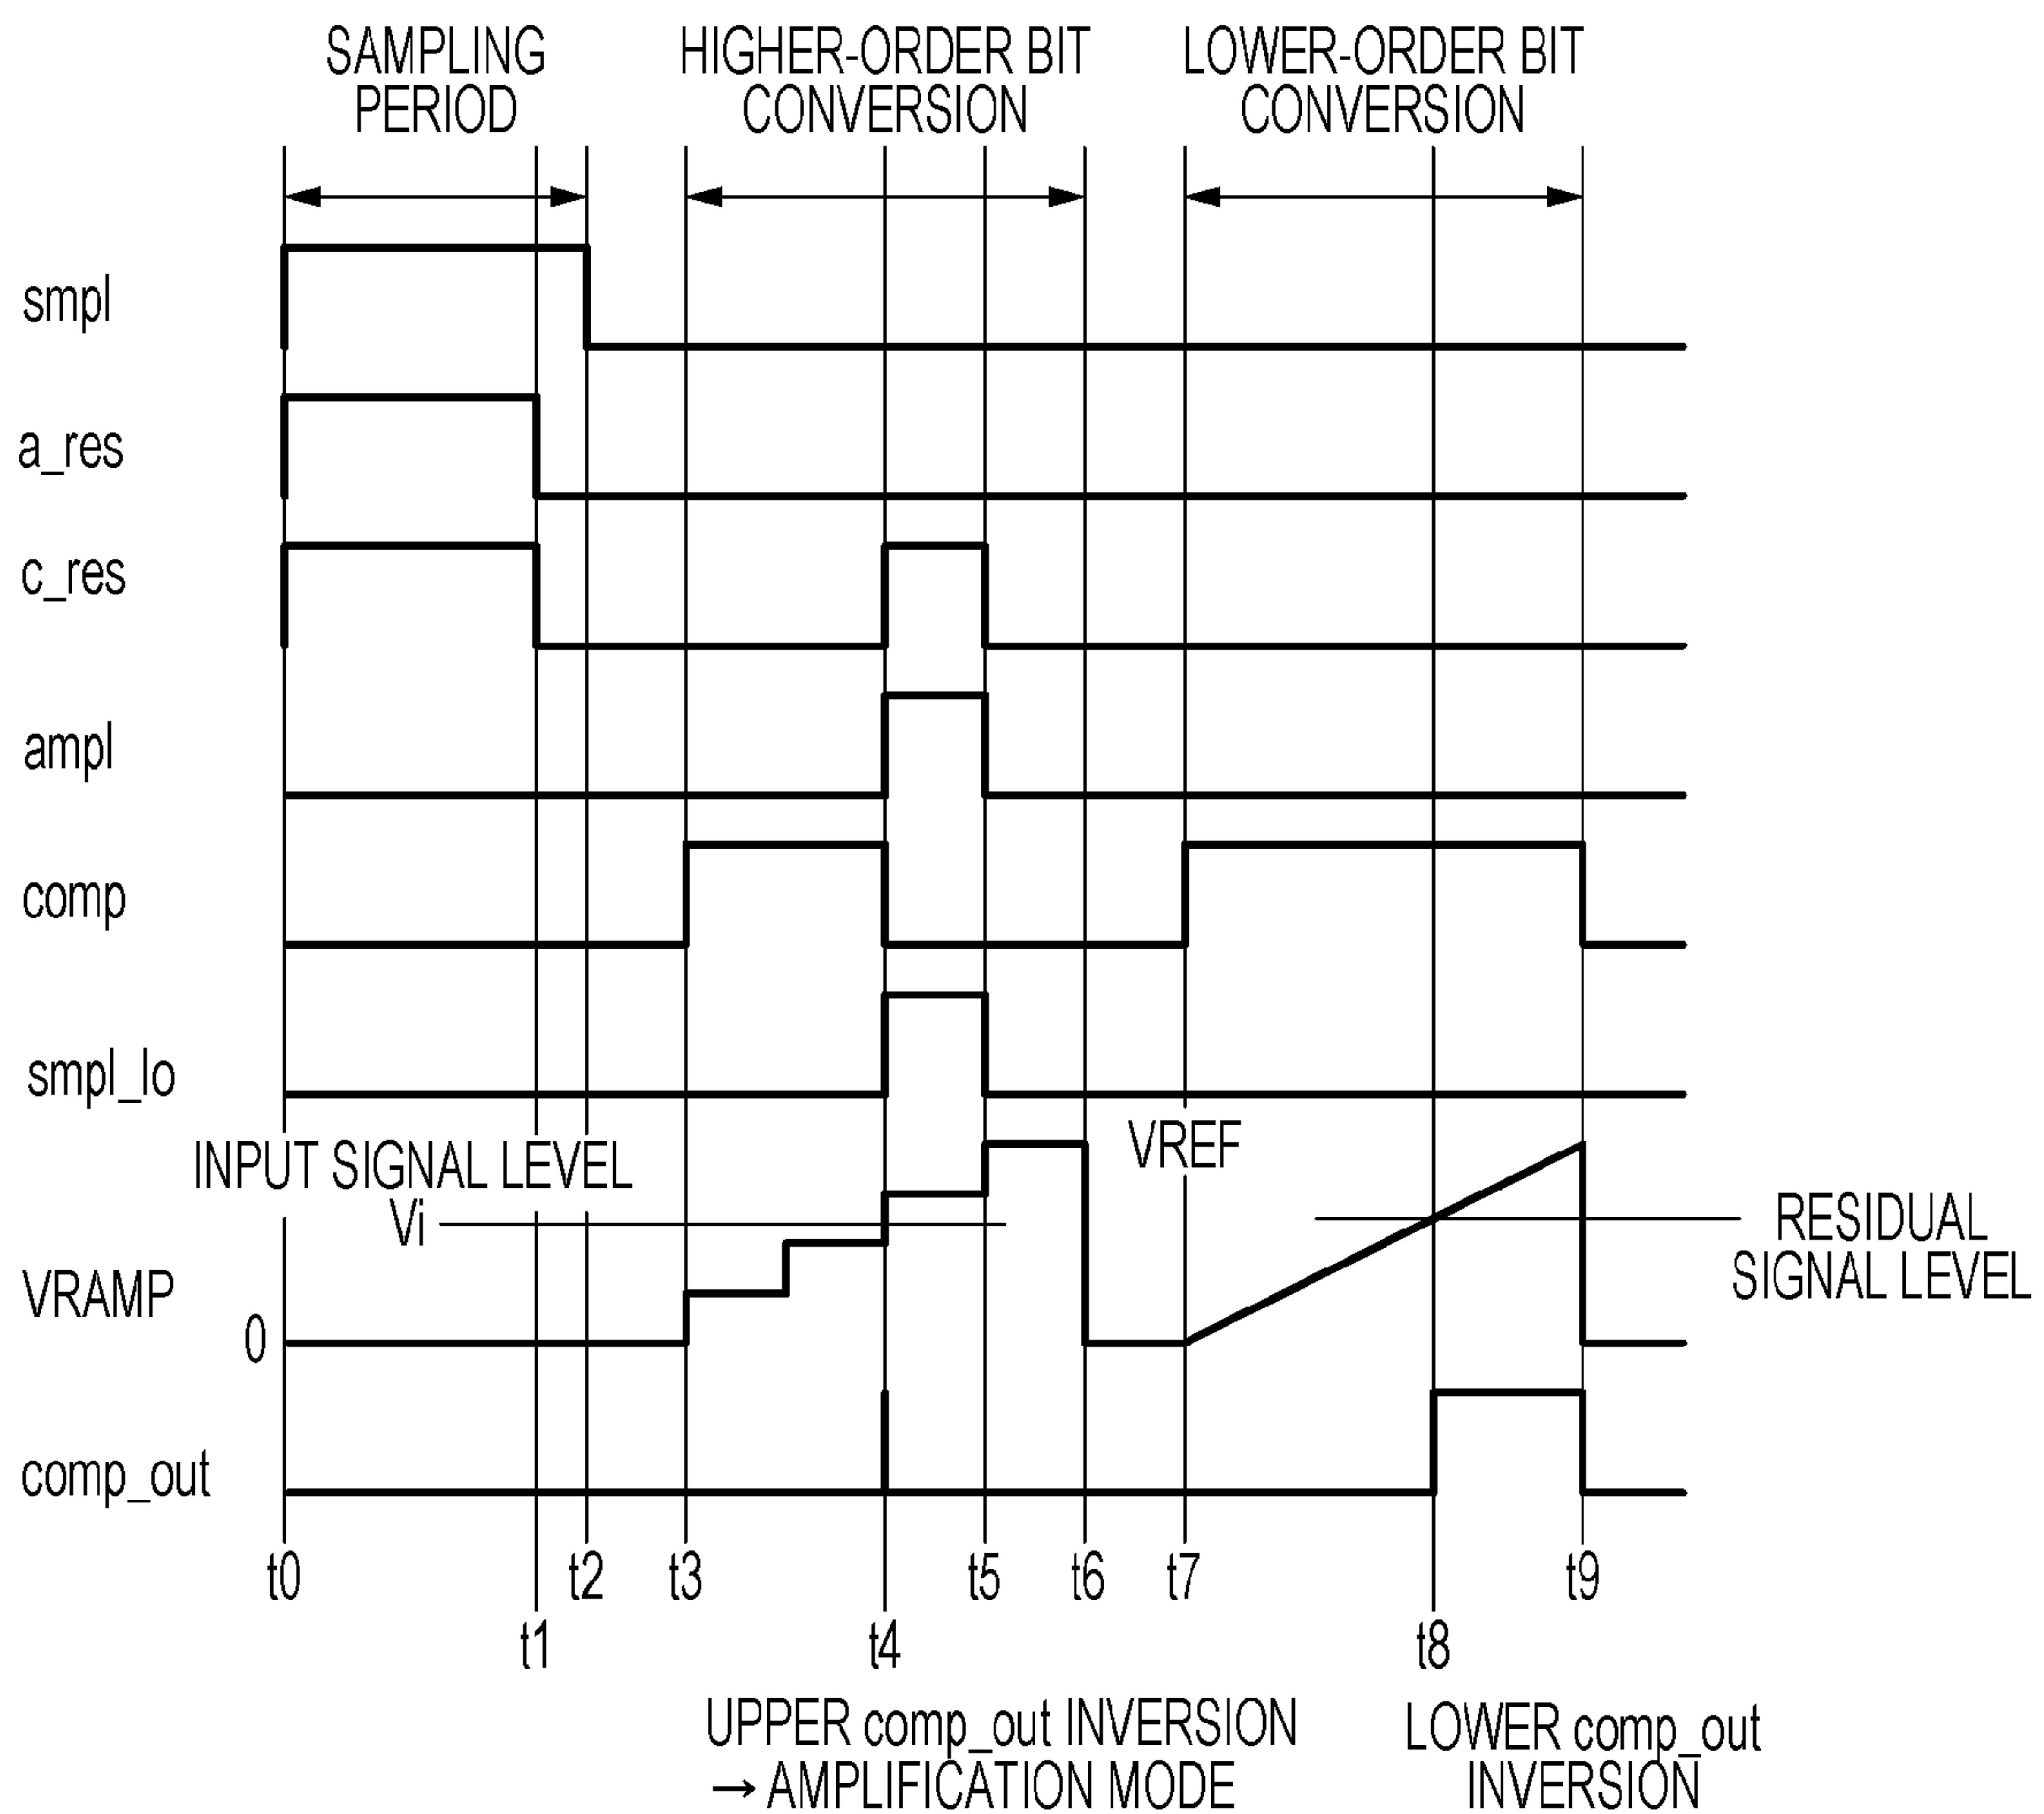 SAMPLING
PERIOD
HIGHER-ORDER BIT
CONVERSION
LOWER-ORDER BIT
CONVERSION
smpl
a_res
c_res
ampl
comp
smpl_lo
INPUT SIGNAL LEVEL
Vi
VREF
RESIDUAL
SIGNAL LEVEL
VRAMP
0
comp_out
t0
t2
t3
t5
t6
t7
t9
t1
t4
t8
UPPER comp_out INVERSION
→ AMPLIFICATION MODE
LOWER comp_out
INVERSION